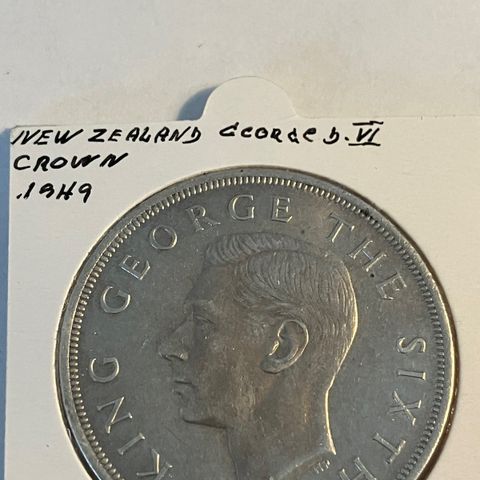 NEW ZEALAND GEORGE D. VI
CROWN
.1949
KING GEORGE THE SIXTH